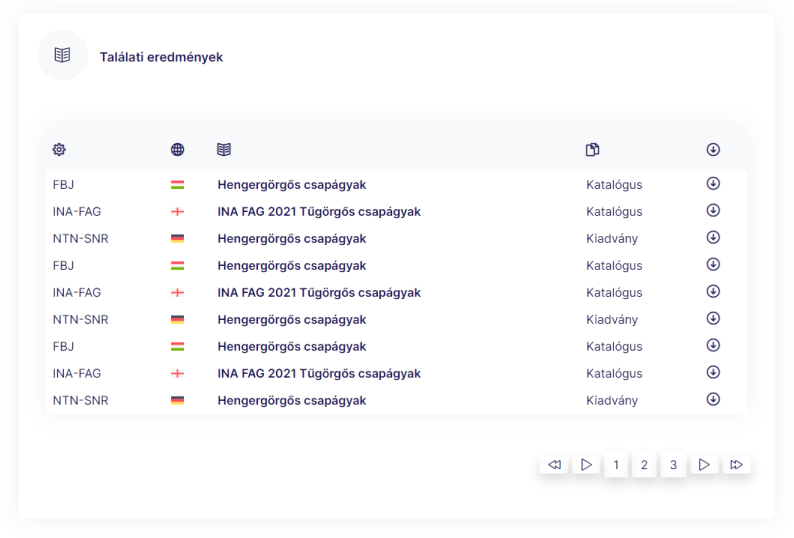 Találati eredmények
FBJ Hengergörgős csapágyak Katalógus
INA-FAG INA FAG 2021 Tűgörgős csapágyak Katalógus
NTN-SNR Hengergörgős csapágyak Kiadvány
FBJ Hengergörgős csapágyak Katalógus
INA-FAG INA FAG 2021 Tűgörgős csapágyak Katalógus
NTN-SNR Hengergörgős csapágyak Kiadvány
FBJ Hengergörgős csapágyak Katalógus
INA-FAG INA FAG 2021 Tűgörgős csapágyak Katalógus
NTN-SNR Hengergörgős csapágyak Kiadvány
1 2 3